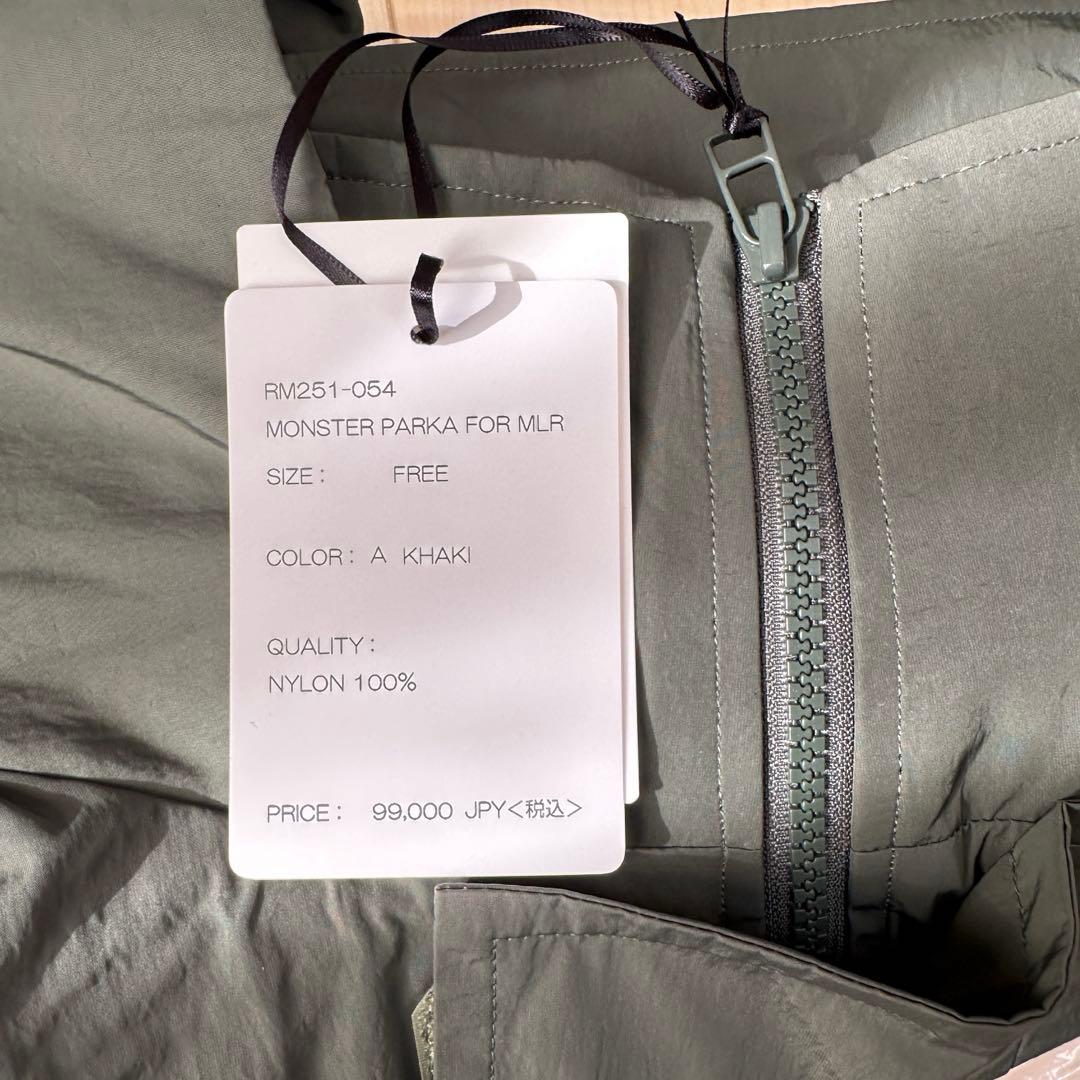 RM251-054
MONSTER PARKA FOR MLR
SIZE : FREE
COLOR : A KHAKI
QUALITY :
NYLON 100%
PRICE : 99,000 JPY<税込>